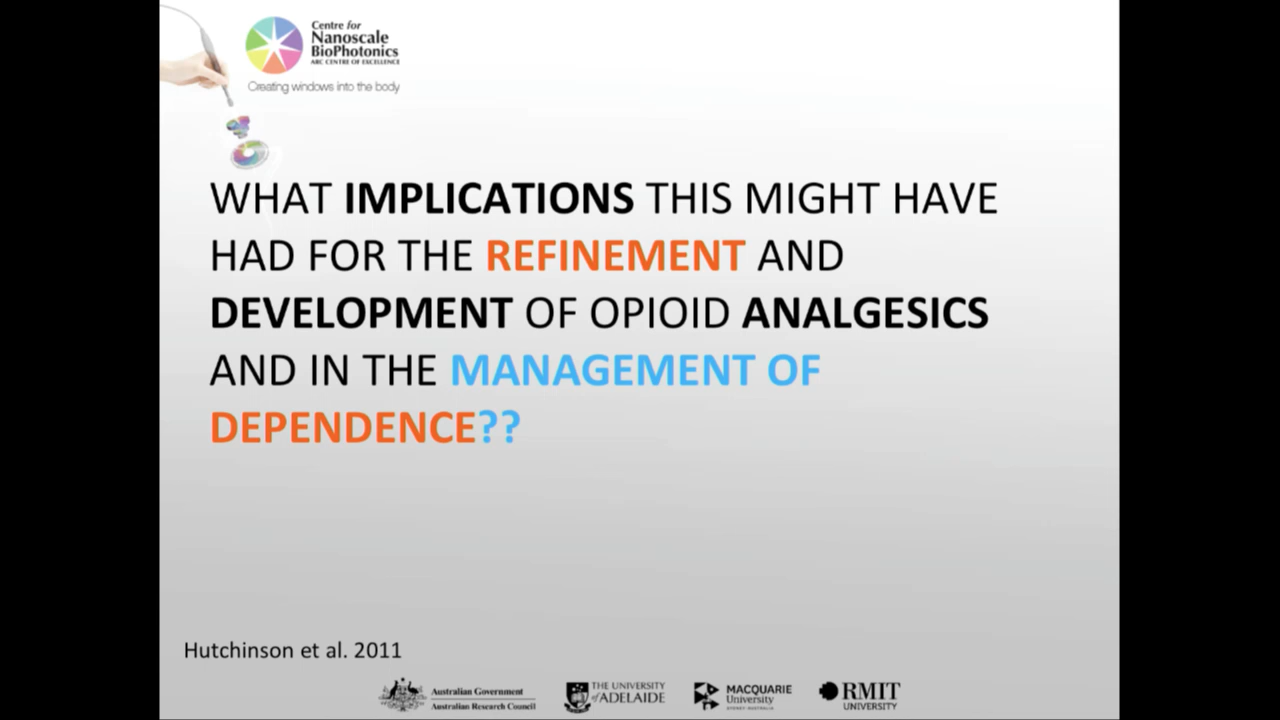 Centre for
Nanoscale
BioPhotonics
ARC CENTRE OF EXCELLENCE
Creating windows into the body
WHAT IMPLICATIONS THIS MIGHT HAVE
HAD FOR THE REFINEMENT AND
DEVELOPMENT OF OPIOID ANALGESICS
AND IN THE MANAGEMENT OF
DEPENDENCE??
Hutchinson et al. 2011
Australian Government
Australian Research Council
THE UNIVERSITY
of ADELAIDE
MACQUARIE
University
SYDNEY·AUSTRALIA
RMIT
UNIVERSITY